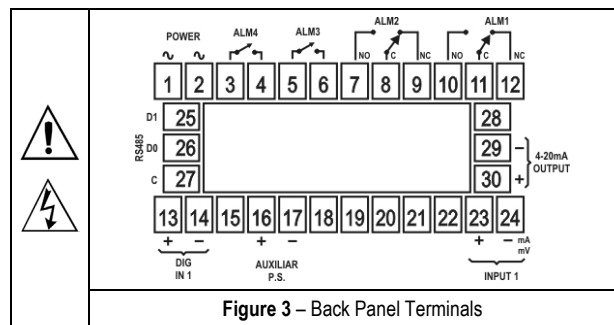 POWER ALM4 ALM3 ALM2 ALM1
NO C NC NO C NC
1 2 3 4 5 6 7 8 9 10 11 12
D1 25 28
RS485
D0 26 29 –
4-20mA
OUTPUT
C 27 30 +
13 14 15 16 17 18 19 20 21 22 23 24
+ – + – + – mA
mV
DIG
IN 1
AUXILIAR
P.S.
INPUT 1
Figure 3 – Back Panel Terminals